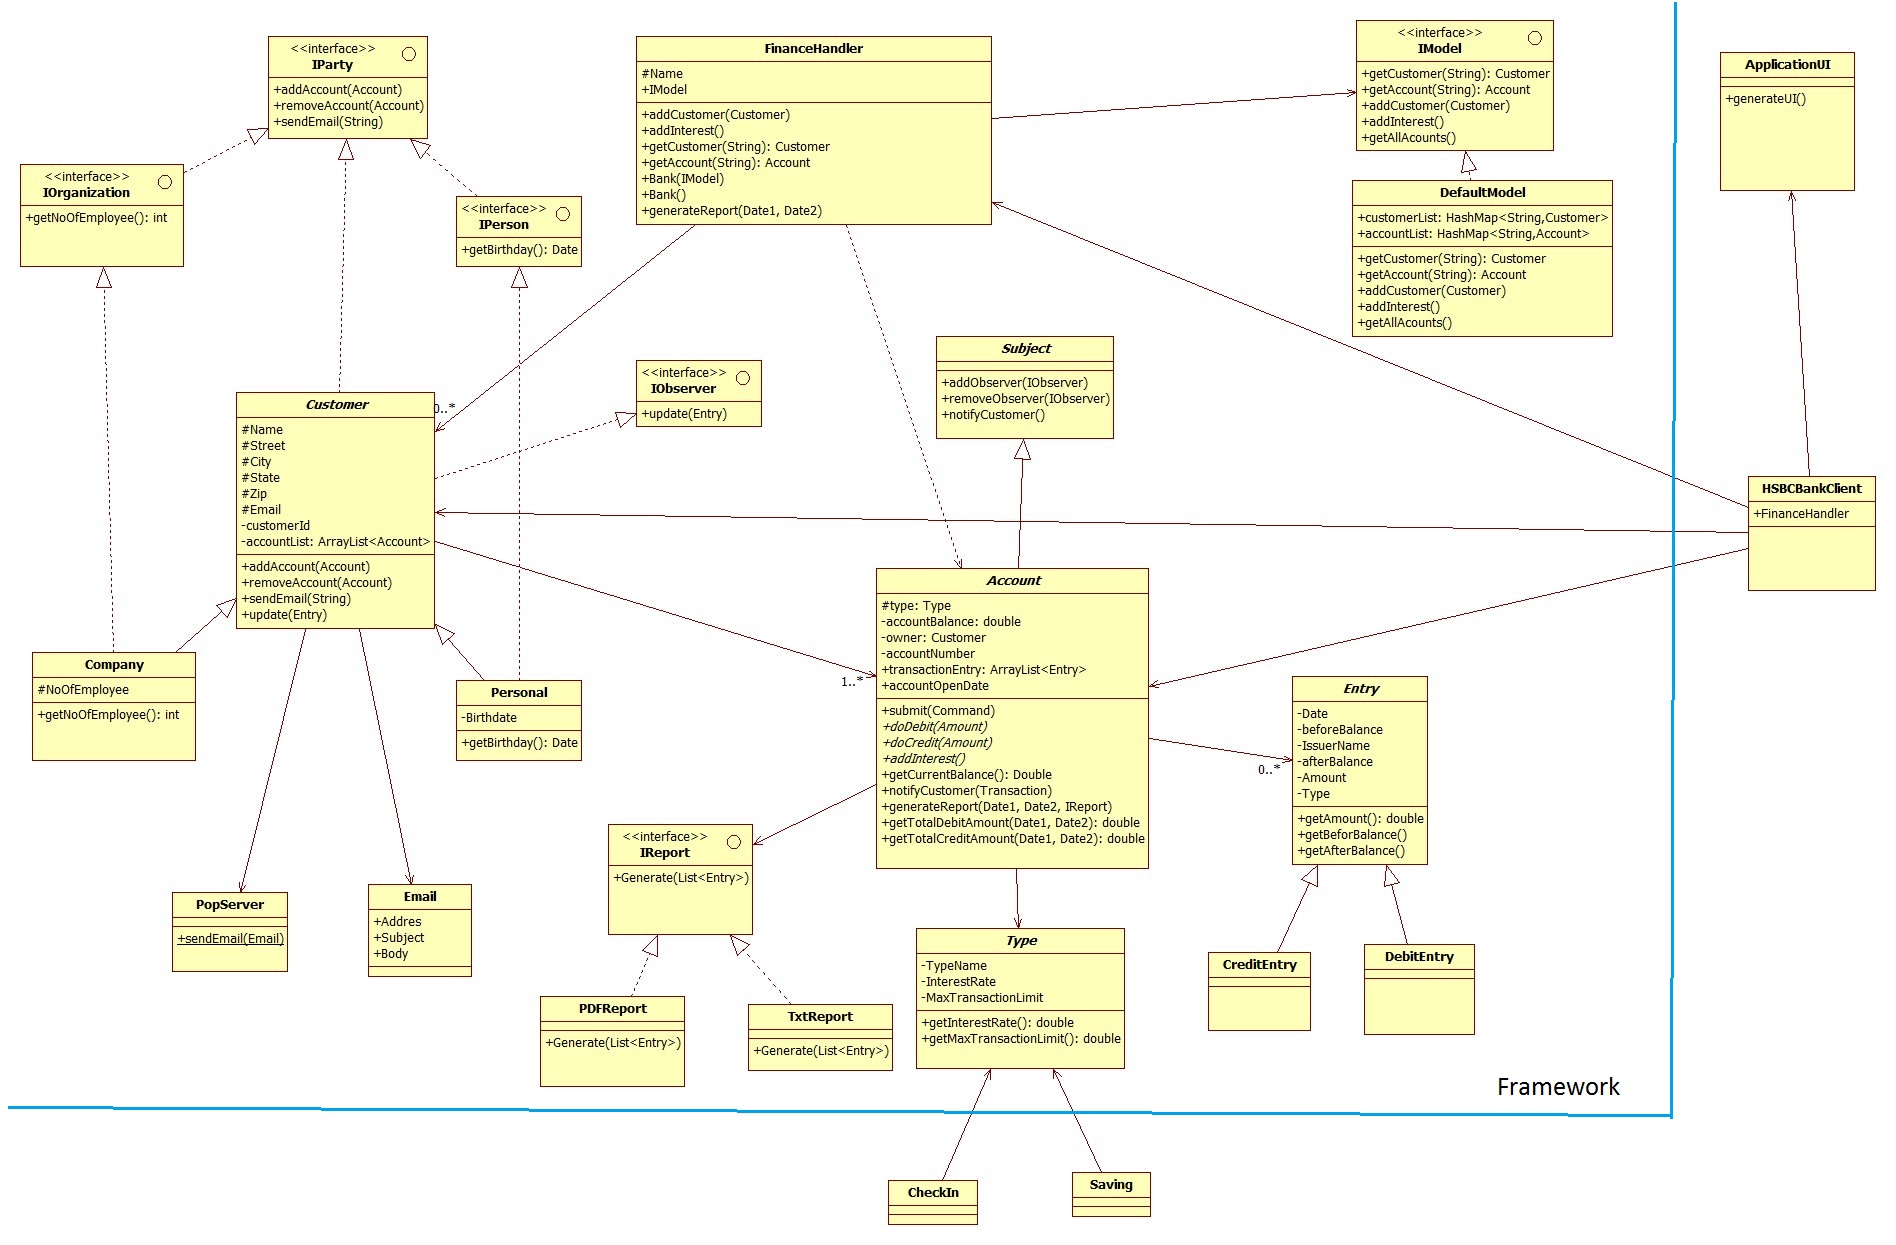 <<interface>>
IParty
+addAccount(Account)
+removeAccount(Account)
+sendEmail(String)
FinanceHandler
#Name
+IModel
+addCustomer(Customer)
+addInterest()
+getCustomer(String): Customer
+getAccount(String): Account
+Bank(IModel)
+Bank()
+generateReport(Date1, Date2)
<<interface>>
IModel
+getCustomer(String): Customer
+getAccount(String): Account
+addCustomer(Customer)
+addInterest()
+getAllAcounts()
ApplicationUI
+generateUI()
<<interface>>
IOrganization
+getNoOfEmployee(): int
<<interface>>
IPerson
+getBirthday(): Date
DefaultModel
+customerList: HashMap<String,Customer>
+accountList: HashMap<String,Account>
+getCustomer(String): Customer
+getAccount(String): Account
+addCustomer(Customer)
+addInterest()
+getAllAcounts()
Subject
+addObserver(IObserver)
+removeObserver(IObserver)
+notifyCustomer()
<<interface>>
IObserver
+update(Entry)
Customer
0..*
#Name
#Street
#City
#State
#Zip
#Email
-customerId
-accountList: ArrayList<Account>
+addAccount(Account)
+removeAccount(Account)
+sendEmail(String)
+update(Entry)
HSBCBankClient
+FinanceHandler
Account
#type: Type
-accountBalance: double
-owner: Customer
-accountNumber
+transactionEntry: ArrayList<Entry>
+accountOpenDate
1..*
+submit(Command)
+doDebit(Amount)
+doCredit(Amount)
+addInterest()
+getCurrentBalance(): Double
+notifyCustomer(Transaction)
+generateReport(Date1, Date2, IReport)
+getTotalDebitAmount(Date1, Date2): double
+getTotalCreditAmount(Date1, Date2): double
Company
#NoOfEmployee
+getNoOfEmployee(): int
Personal
-Birthdate
+getBirthday(): Date
Entry
-Date
-beforeBalance
-IssuerName
-afterBalance
-Amount
-Type
0..*
+getAmount(): double
+getBeforBalance()
+getAfterBalance()
<<interface>>
IReport
+Generate(List<Entry>)
PopServer
+sendEmail(Email)
Email
+Addres
+Subject
+Body
Type
-TypeName
-InterestRate
-MaxTransactionLimit
+getInterestRate(): double
+getMaxTransactionLimit(): double
CreditEntry
DebitEntry
PDFReport
+Generate(List<Entry>)
TxtReport
+Generate(List<Entry>)
Framework
CheckIn
Saving